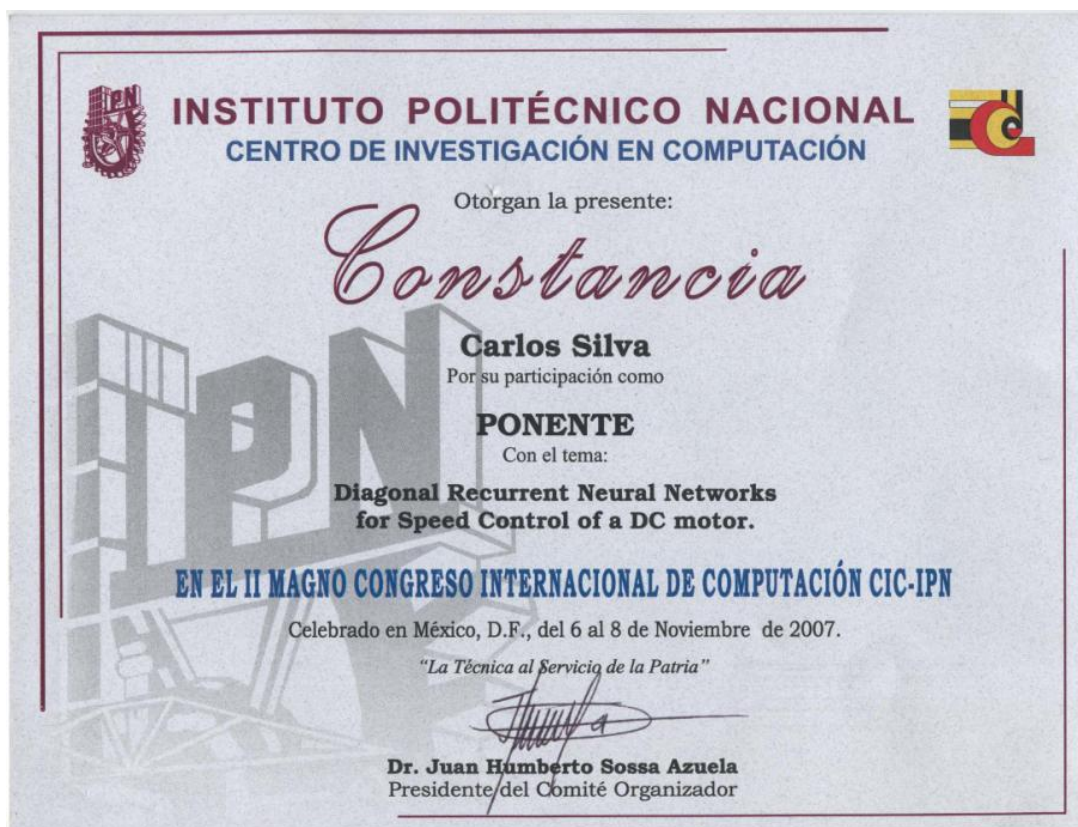 INSTITUTO POLITÉCNICO NACIONAL
CENTRO DE INVESTIGACIÓN EN COMPUTACIÓN
Otorgan la presente:
Constancia
Carlos Silva
Por su participación como
PONENTE
Con el tema:
Diagonal Recurrent Neural Networks
for Speed Control of a DC motor.
EN EL II MAGNO CONGRESO INTERNACIONAL DE COMPUTACIÓN CIC-IPN
Celebrado en México, D.F., del 6 al 8 de Noviembre de 2007.
“La Técnica al Servicio de la Patria”
Dr. Juan Humberto Sossa Azuela
Presidente del Comité Organizador
IPN
IPN